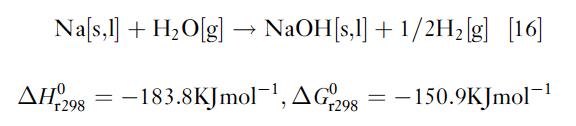 Na[s,l] + H₂O[g] → NaOH[s,l] + 1/2H₂[g] [16]
ΔH⁰ᵣ₂₉₈ = −183.8KJmol⁻¹, ΔG⁰ᵣ₂₉₈ = −150.9KJmol⁻¹